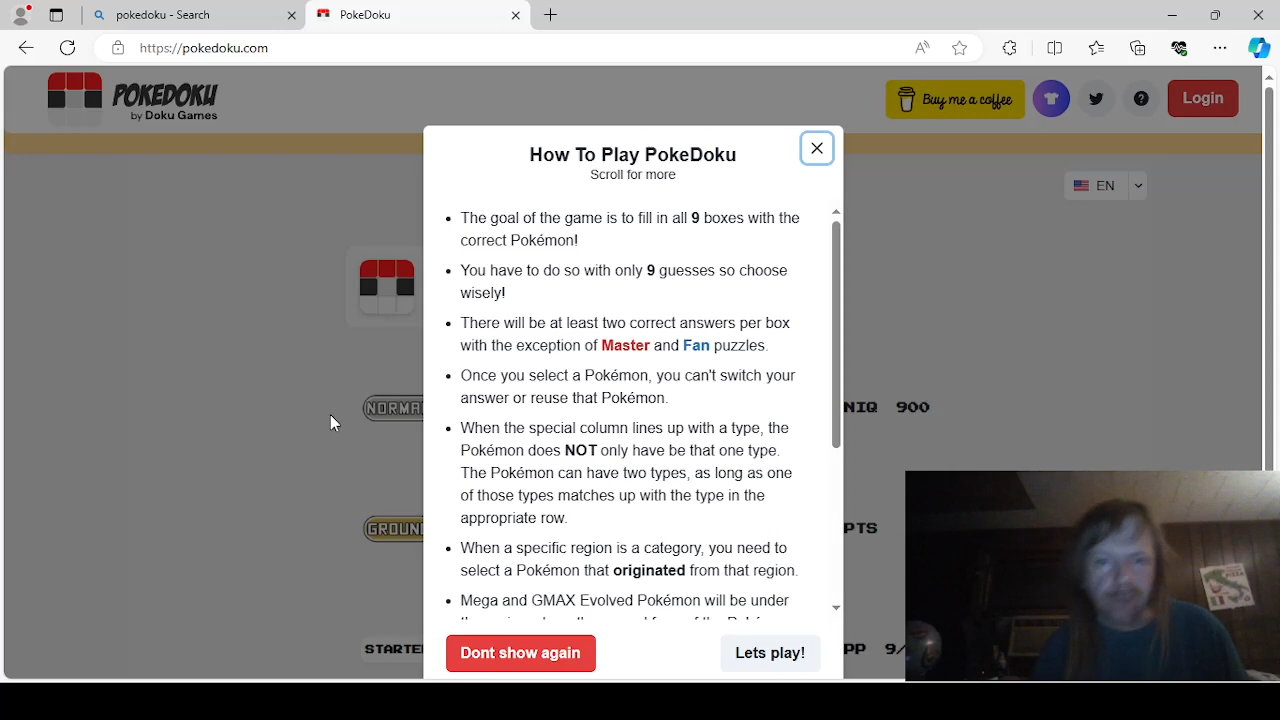 pokedoku - Search
PokeDoku
https://pokedoku.com
POKEDOKU
by Doku Games
Buy me a coffee
Login
EN
How To Play PokeDoku
Scroll for more
• The goal of the game is to fill in all 9 boxes with the
correct Pokémon!
• You have to do so with only 9 guesses so choose
wisely!
• There will be at least two correct answers per box
with the exception of Master and Fan puzzles.
• Once you select a Pokémon, you can't switch your
answer or reuse that Pokémon.
• When the special column lines up with a type, the
Pokémon does NOT only have be that one type.
The Pokémon can have two types, as long as one
of those types matches up with the type in the
appropriate row.
• When a specific region is a category, you need to
select a Pokémon that originated from that region.
• Mega and GMAX Evolved Pokémon will be under
NORMA
NIQ 900
GROUN
PTS
STARTE
PP 9/
Dont show again
Lets play!